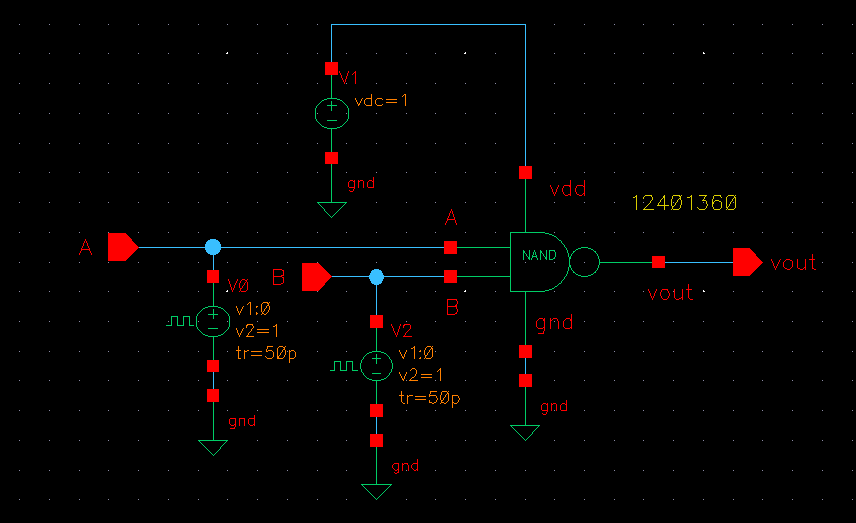 V1
vdc=1
gnd
vdd
12401360
A
A
NAND
vout
vout
B
B
V0
v1:0
v2=1
tr=50p
gnd
V2
v1:0
v2=1
tr=50p
gnd
gnd
gnd